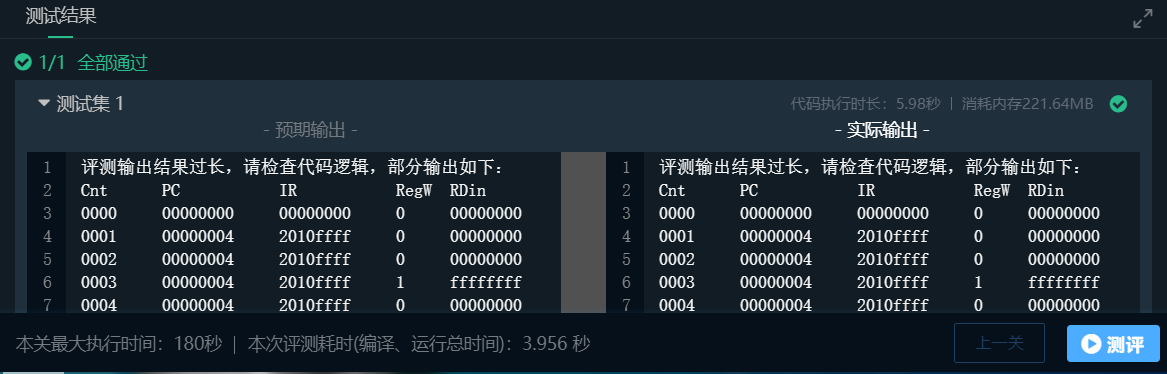 测试结果
1/1 全部通过
测试集 1 代码执行时长：5.98秒 | 消耗内存221.64MB
- 预期输出 - - 实际输出 -
1 评测输出结果过长，请检查代码逻辑，部分输出如下： 1 评测输出结果过长，请检查代码逻辑，部分输出如下：
2 Cnt PC IR RegW RDin 2 Cnt PC IR RegW RDin
3 0000 00000000 00000000 0 00000000 3 0000 00000000 00000000 0 00000000
4 0001 00000004 2010ffff 0 00000000 4 0001 00000004 2010ffff 0 00000000
5 0002 00000004 2010ffff 0 00000000 5 0002 00000004 2010ffff 0 00000000
6 0003 00000004 2010ffff 1 ffffffff 6 0003 00000004 2010ffff 1 ffffffff
7 0004 00000004 2010ffff 0 00000000 7 0004 00000004 2010ffff 0 00000000
本关最大执行时间：180秒 | 本次评测耗时(编译、运行总时间)：3.956 秒 上一关 测评